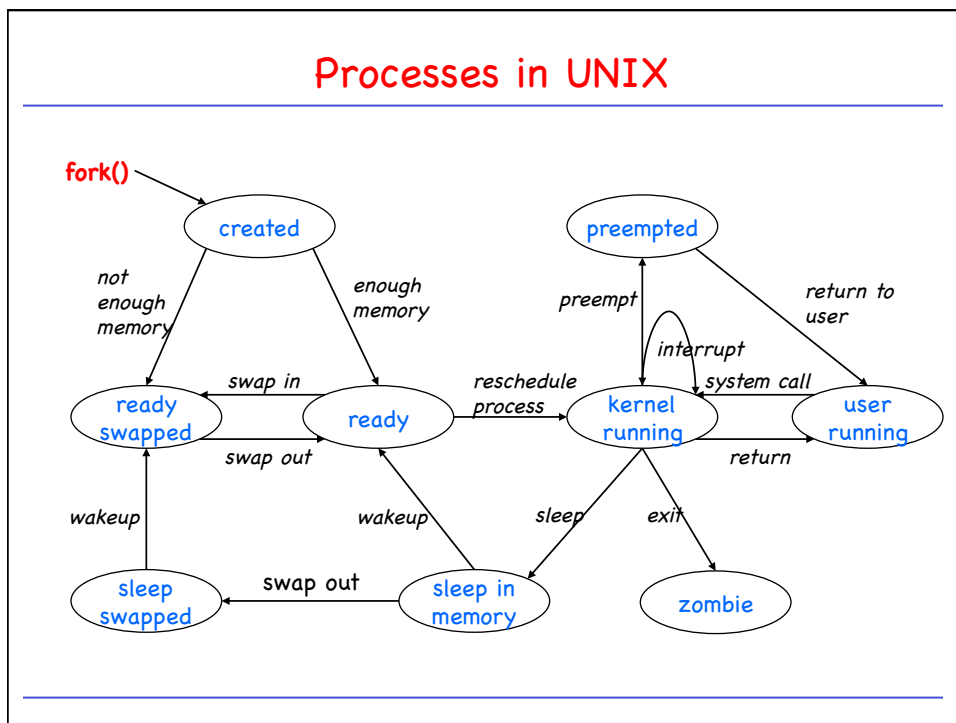 Processes in UNIX
fork()
created
preempted
not
enough
memory
enough
memory
preempt
return to
user
interrupt
swap in
reschedule
process
system call
ready
swapped
ready
kernel
running
user
running
swap out
return
wakeup
wakeup
sleep
exit
sleep
swapped
swap out
sleep in
memory
zombie